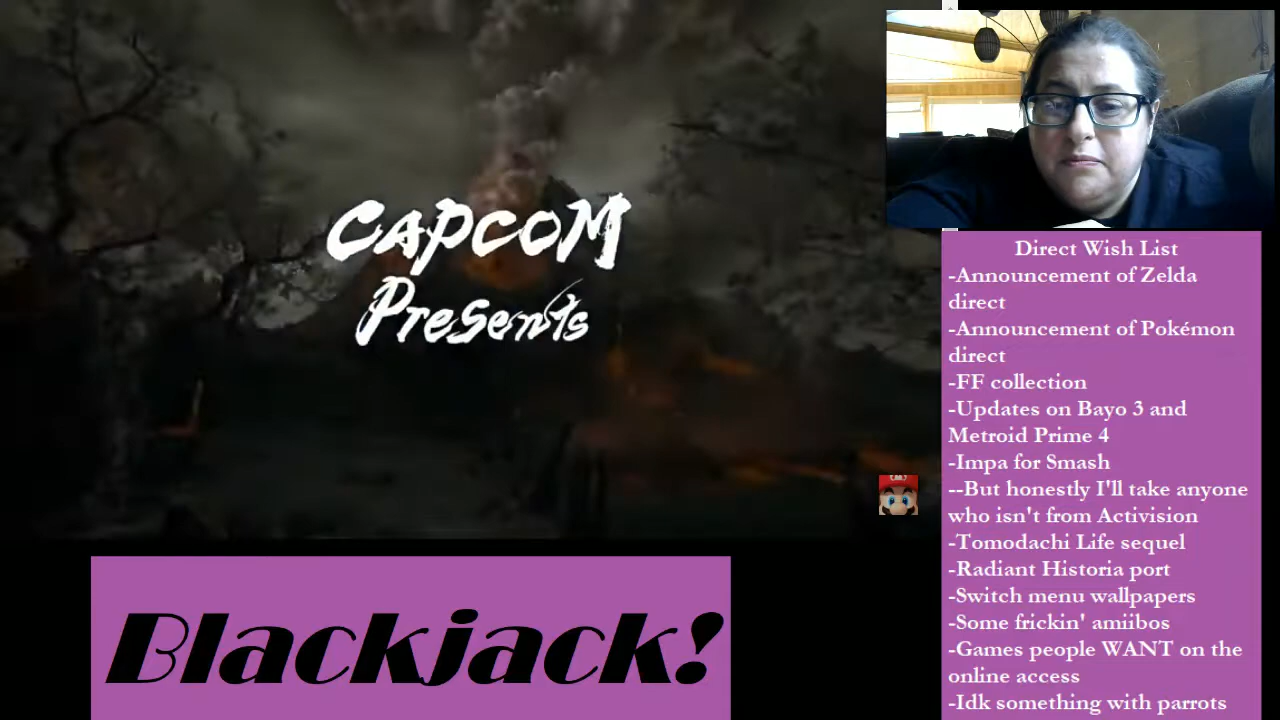 CAPCOM
Presents
Direct Wish List
-Announcement of Zelda
direct
-Announcement of Pokémon
direct
-FF collection
-Updates on Bayo 3 and
Metroid Prime 4
-Impa for Smash
--But honestly I'll take anyone
who isn't from Activision
-Tomodachi Life sequel
-Radiant Historia port
-Switch menu wallpapers
-Some frickin' amiibos
-Games people WANT on the
online access
-Idk something with parrots
Blackjack!